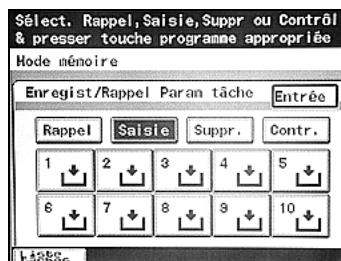 Sélect. Rappel,Saisie,Suppr ou Contrôl
& presser touche programme appropriée
Mode mémoire
Enregist/Rappel Paran tâche Entrée
Rappel Saisie Suppr. Contr.
1 2 3 4 5
6 7 8 9 10